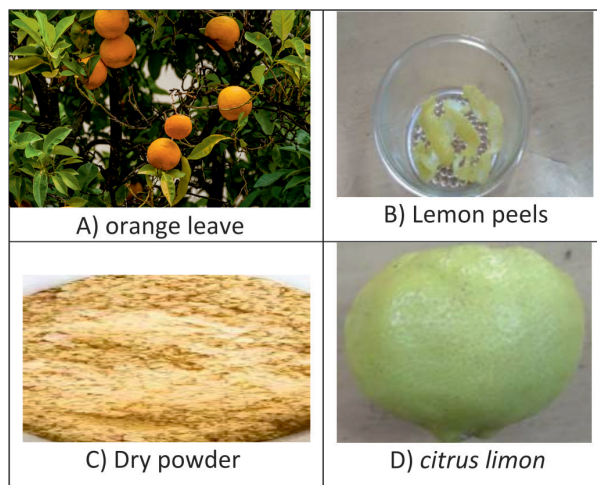 A) orange leave
B) Lemon peels
C) Dry powder
D) citrus limon